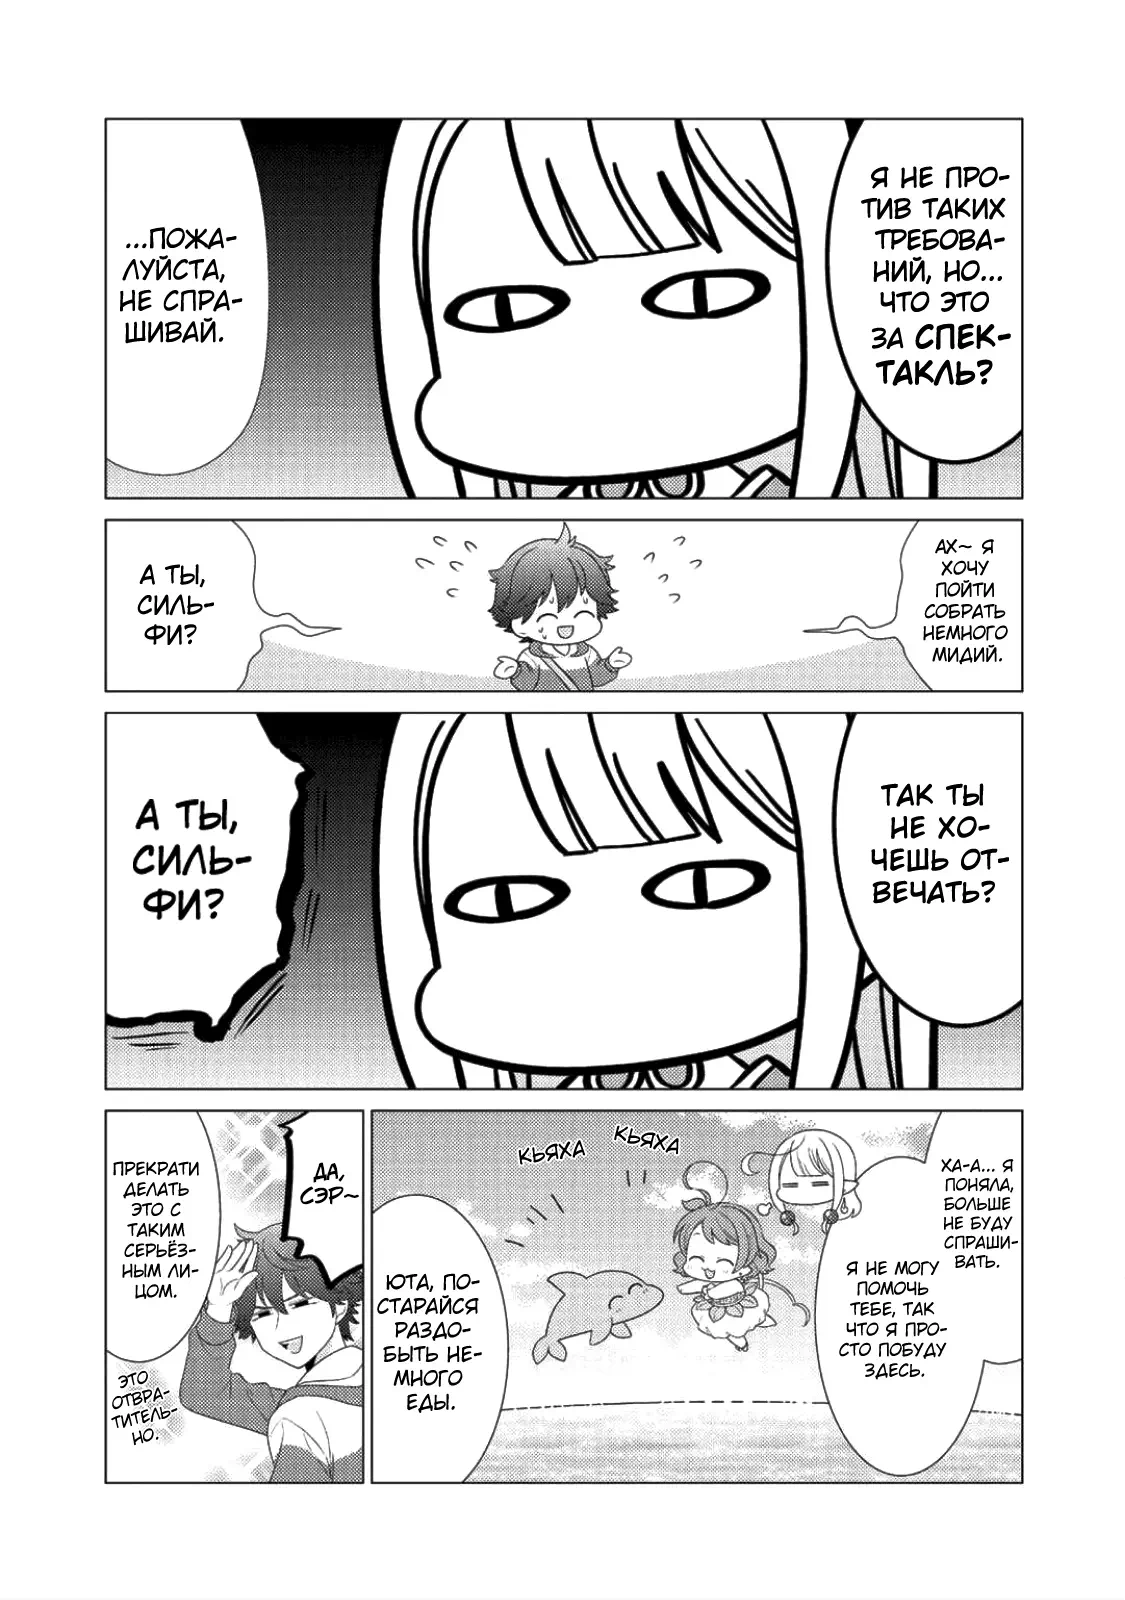 Я НЕ ПРО-
ТИВ ТАКИХ
ТРЕБОВА-
НИЙ, НО...
ЧТО ЭТО
ЗА СПЕК-
ТАКЛЬ?
...ПОЖА-
ЛУЙСТА,
НЕ СПРА-
ШИВАЙ.
АХ~ Я
ХОЧУ
ПОЙТИ
СОБРАТЬ
НЕМНОГО
МИДИЙ.
А ТЫ,
СИЛЬ-
ФИ?
ТАК ТЫ
НЕ ХО-
ЧЕШЬ ОТ-
ВЕЧАТЬ?
А ТЫ,
СИЛЬ-
ФИ?
ХА-А... Я
ПОНЯЛА,
БОЛЬШЕ
НЕ БУДУ
СПРАШИ-
ВАТЬ.
Я НЕ МОГУ
ПОМОЧЬ
ТЕБЕ, ТАК
ЧТО Я ПРО-
СТО ПОБУДУ
ЗДЕСЬ.
КЬЯХА
КЬЯХА
ЮТА, ПО-
СТАРАЙСЯ
РАЗДО-
БЫТЬ НЕ-
МНОГО
ЕДЫ.
ДА,
СЭР~
ПРЕКРАТИ
ДЕЛАТЬ
ЭТО С
ТАКИМ
СЕРЬЁЗ-
НЫМ ЛИ-
ЦОМ.
ЭТО
ОТВРА-
ТИТЕЛЬ-
НО.